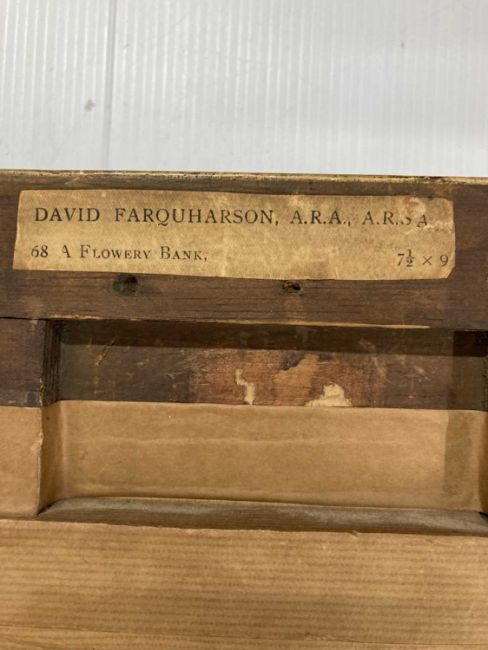 DAVID FARQUHARSON, A.R.A., A.R.S.A
68 A FLOWERY BANK, 7½ × 9